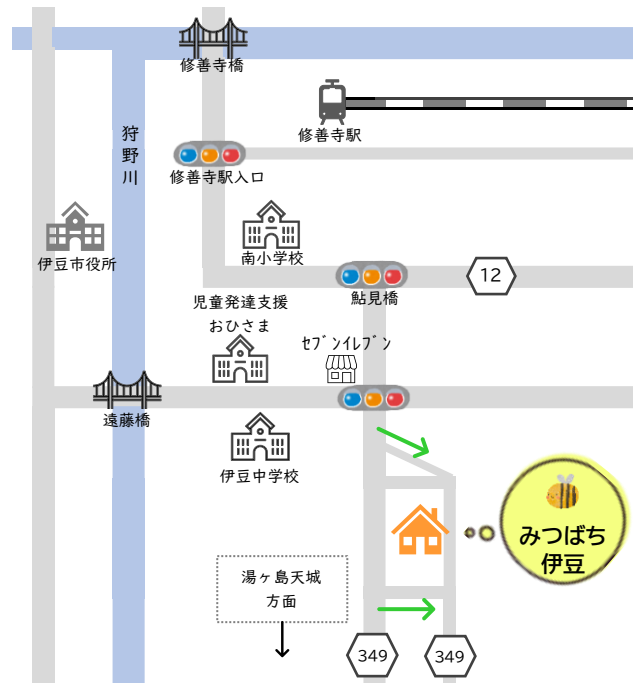 修善寺橋
修善寺駅
狩野川
修善寺駅入口
伊豆市役所
南小学校
12
鮎見橋
児童発達支援
おひさま
ｾﾌﾞﾝｲﾚﾌﾞﾝ
遠藤橋
伊豆中学校
みつばち
伊豆
湯ヶ島天城
方面
349
349